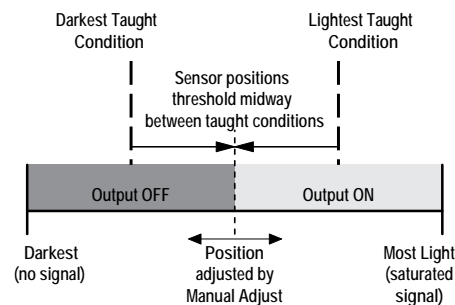 Darkest Taught
Condition
Lightest Taught
Condition
Sensor positions
threshold midway
between taught conditions
Output OFF
Output ON
Darkest
(no signal)
Position
adjusted by
Manual Adjust
Most Light
(saturated
signal)